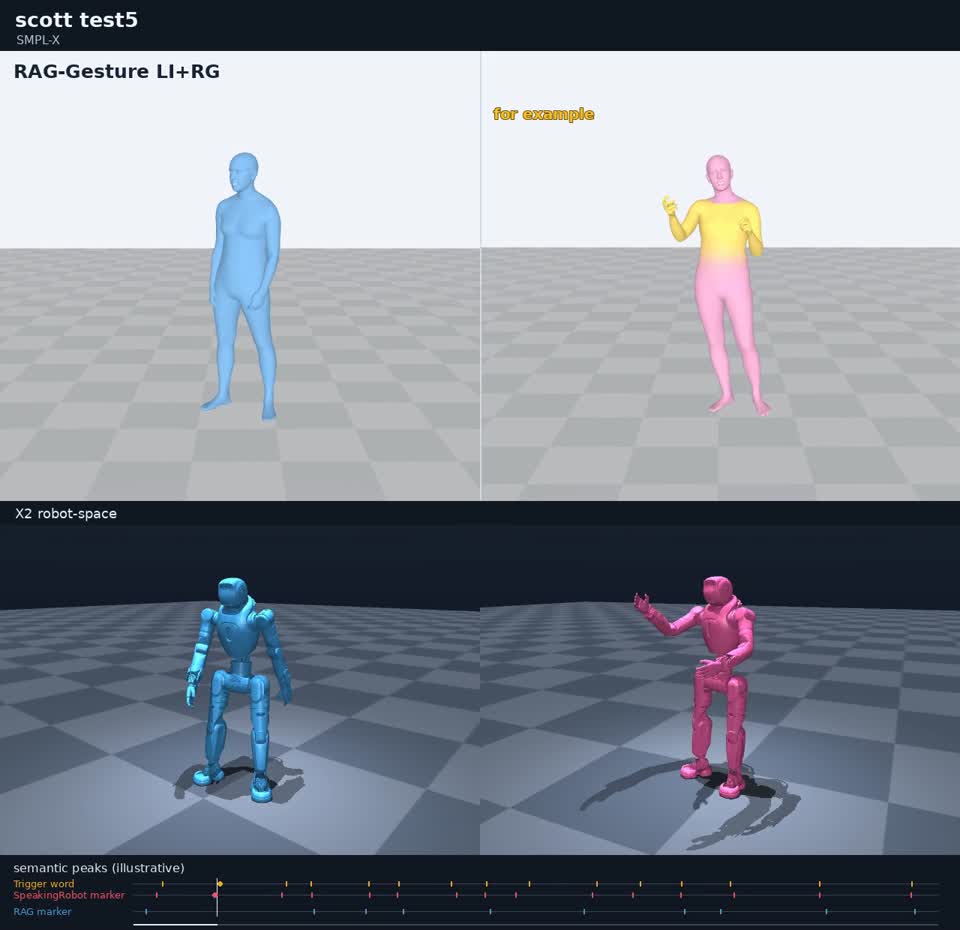 scott test5
SMPL-X
RAG-Gesture LI+RG
for example
X2 robot-space
semantic peaks (illustrative)
Trigger word
SpeakingRobot marker
RAG marker